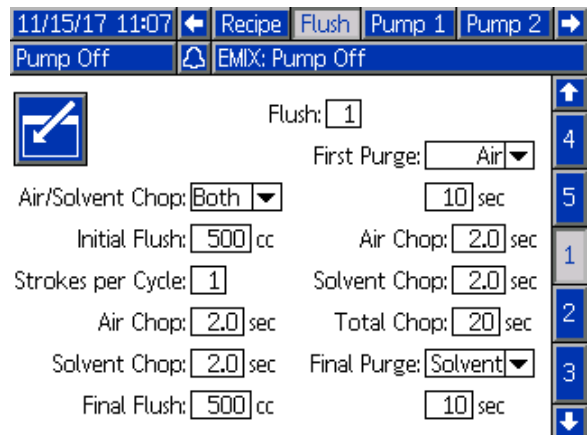 11/15/17 11:07 Recipe Flush Pump 1 Pump 2
Pump Off EMIX: Pump Off
Flush: 1
First Purge: Air
Air/Solvent Chop: Both 10 sec
Initial Flush: 500 cc Air Chop: 2.0 sec
Strokes per Cycle: 1 Solvent Chop: 2.0 sec
Air Chop: 2.0 sec Total Chop: 20 sec
Solvent Chop: 2.0 sec Final Purge: Solvent
Final Flush: 500 cc 10 sec
4
5
1
2
3